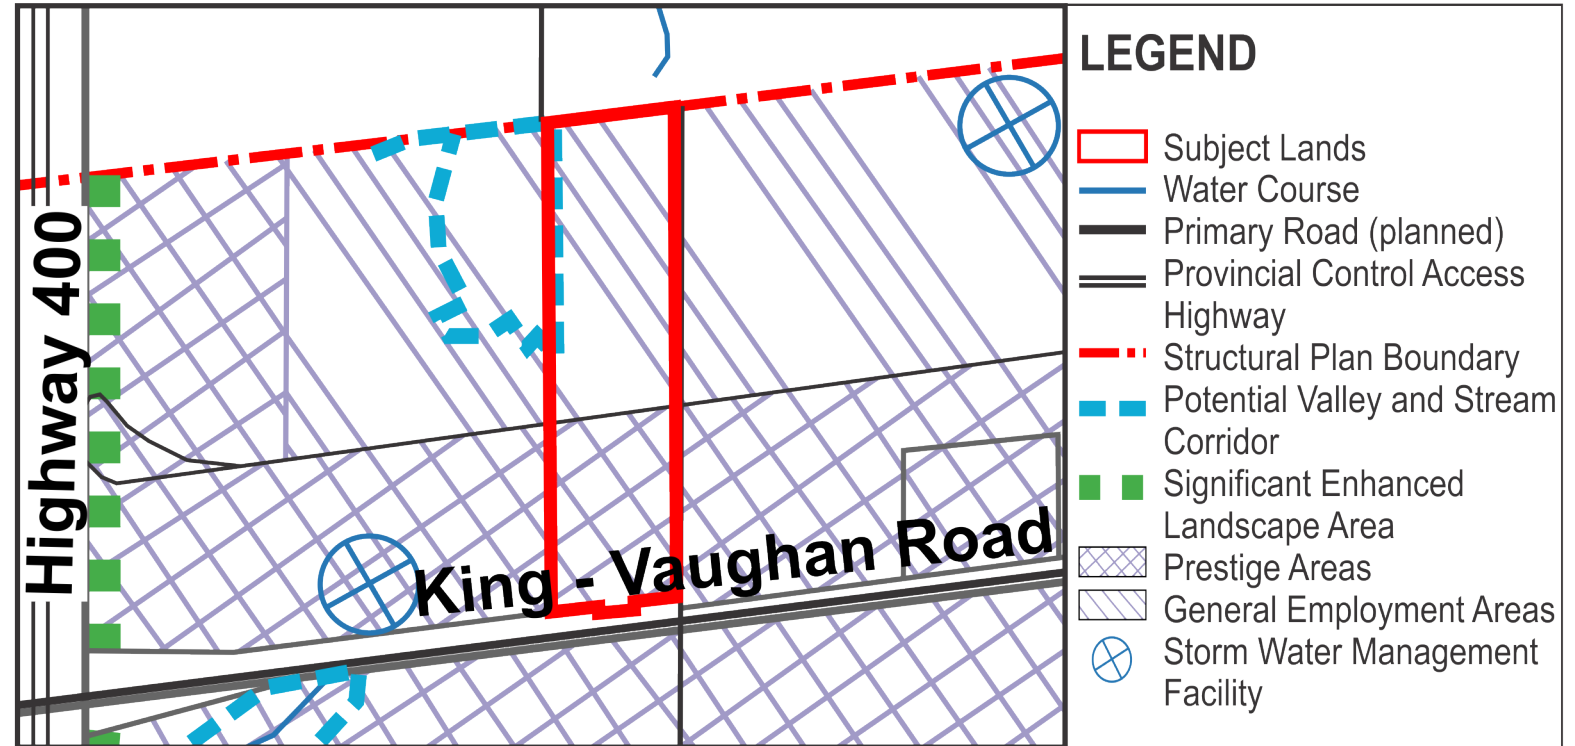 Highway 400
King - Vaughan Road
LEGEND
Subject Lands
Water Course
Primary Road (planned)
Provincial Control Access
Highway
Structural Plan Boundary
Potential Valley and Stream
Corridor
Significant Enhanced
Landscape Area
Prestige Areas
General Employment Areas
Storm Water Management
Facility